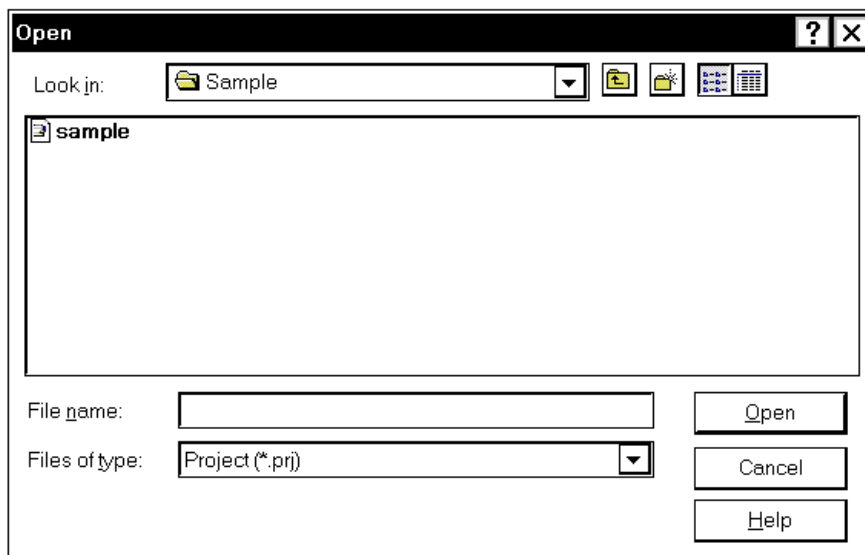 Open
Look in: Sample
sample
File name: Open
Files of type: Project (*.prj)
Cancel
Help